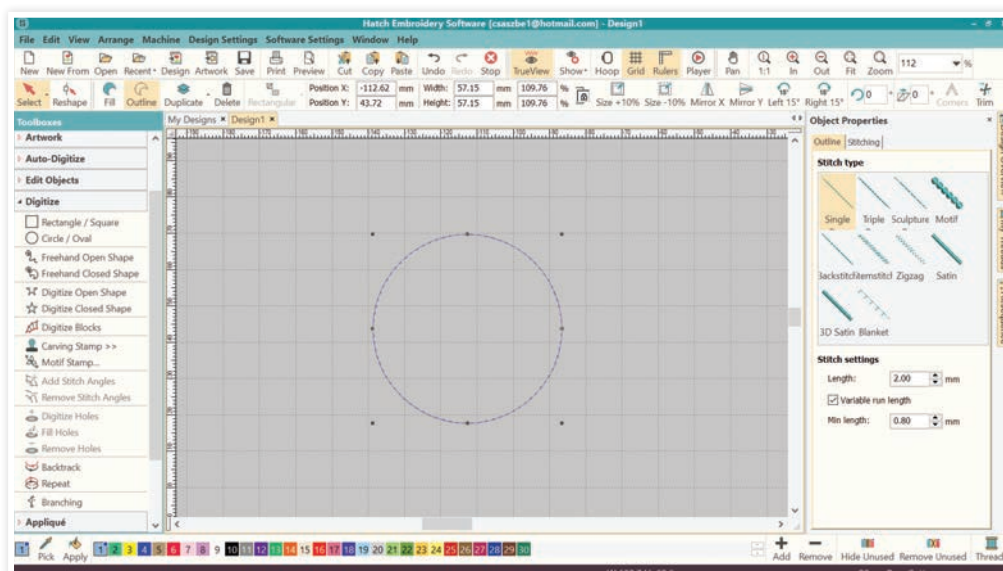 Hatch Embroidery Software [csaszbe1@hotmail.com] - Design1
File Edit View Arrange Machine Design Settings Software Settings Window Help
New New From Open Recent Design Artwork Save Print Preview Cut Copy Paste Undo Redo Stop TrueView Show Hoop Grid Rulers Player Pan 1:1 In Out Fit Zoom 112 %
Select Reshape Fill Outline Duplicate Delete Rectangular Position X: -112.62 mm Width: 57.15 mm 109.76 % Size +10% Size -10% Mirror X Mirror Y Left 15° Right 15° 0 ° 0 ° Corners Trim
Position Y: 43.72 mm Height: 57.15 mm 109.76 %
Toolboxes My Designs × Design1 × Object Properties
Artwork
Outline Stitching
Auto-Digitize
Stitch type
Edit Objects
Digitize
Rectangle / Square
Single Triple Sculpture Motif
Circle / Oval
Freehand Open Shape
Freehand Closed Shape
Zigzag Satin
Digitize Open Shape
Digitize Closed Shape
Digitize Blocks
3D Satin Blanket
Carving Stamp >>
Motif Stamp...
Stitch settings
Add Stitch Angles
Length: 2.00 mm
Remove Stitch Angles
Variable run length
Digitize Holes
Min length: 0.80 mm
Fill Holes
Remove Holes
Backtrack
Repeat
Branching
Appliqué
1 Pick Apply 1 2 3 4 5 6 7 8 9 10 11 12 13 14 15 16 17 18 19 20 21 22 23 24 25 26 27 28 29 30 Add Remove Hide Unused Remove Unused Thread